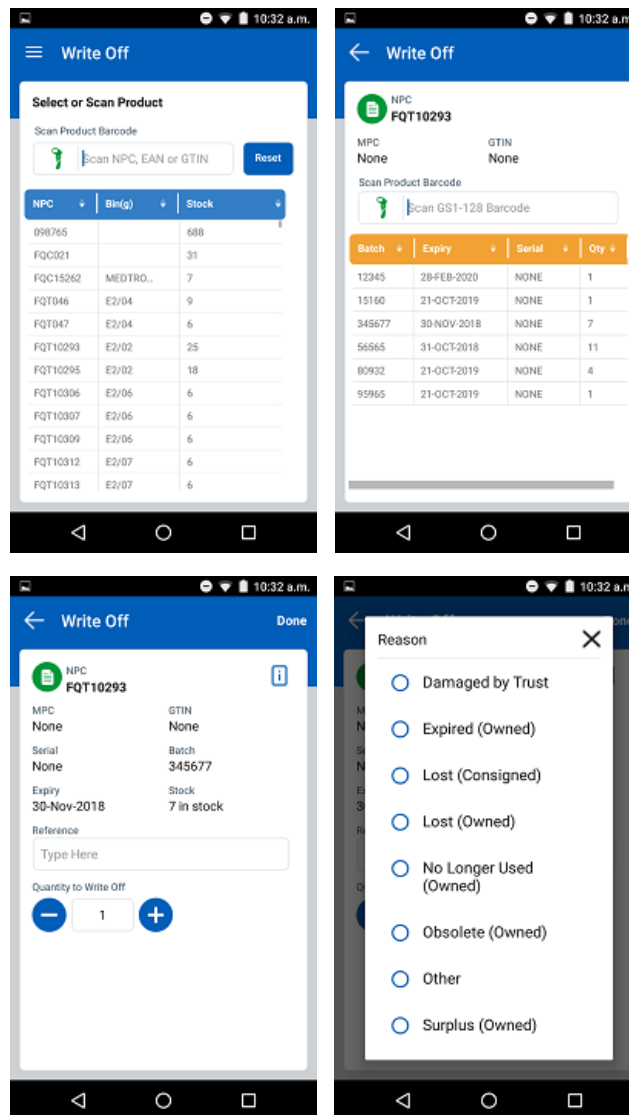 10:32 a.m.
Write Off
Select or Scan Product
Scan Product Barcode
Scan NPC, EAN or GTIN
Reset
NPC Bin(g) Stock
098765 688
FQC021 31
FQC15262 MEDTRO... 7
FQT046 E2/04 9
FQT047 E2/04 6
FQT10293 E2/02 25
FQT10295 E2/02 18
FQT10306 E2/06 6
FQT10307 E2/06 6
FQT10309 E2/06 6
FQT10312 E2/07 6
FQT10313 E2/07 6
10:32 a.m
Write Off
NPC
FQT10293
MPC GTIN
None None
Scan Product Barcode
Scan GS1-128 Barcode
Batch Expiry Serial Qty
12345 28-FEB-2020 NONE 1
15160 21-OCT-2019 NONE 1
345677 30-NOV-2018 NONE 7
56565 31-OCT-2018 NONE 11
80932 21-OCT-2019 NONE 4
95965 21-OCT-2019 NONE 1
10:32 a.m.
Write Off Done
NPC
FQT10293
MPC GTIN
None None
Serial Batch
None 345677
Expiry Stock
30-Nov-2018 7 in stock
Reference
Type Here
Quantity to Write Off
1
10:32 a.m
Reason
Damaged by Trust
Expired (Owned)
Lost (Consigned)
Lost (Owned)
No Longer Used
(Owned)
Obsolete (Owned)
Other
Surplus (Owned)